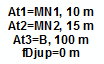 At1=MN1, 10 m
At2=MN2, 15 m
At3=B, 100 m
fDjup=0 m